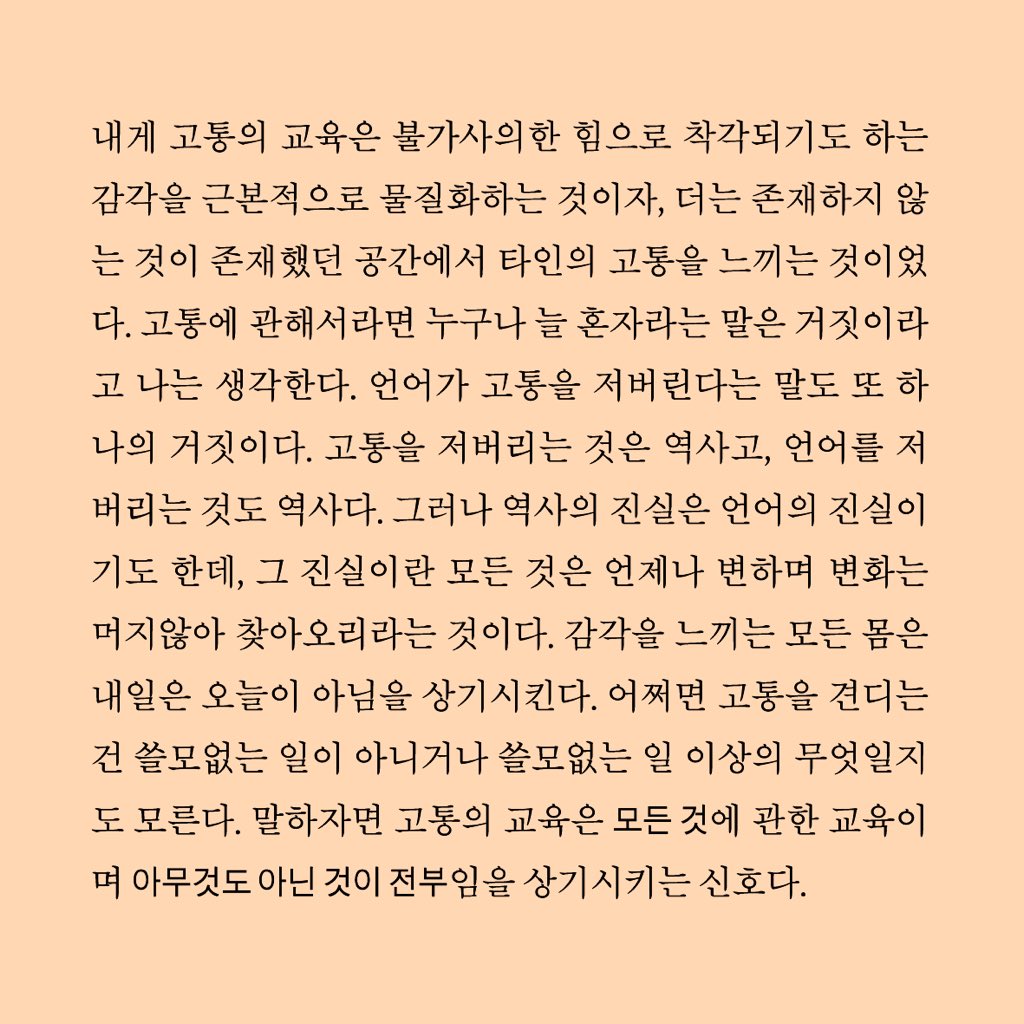 내게 고통의 교육은 불가사의한 힘으로 착각되기도 하는
감각을 근본적으로 물질화하는 것이자, 더는 존재하지 않
는 것이 존재했던 공간에서 타인의 고통을 느끼는 것이었
다. 고통에 관해서라면 누구나 늘 혼자라는 말은 거짓이라
고 나는 생각한다. 언어가 고통을 저버린다는 말도 또 하
나의 거짓이다. 고통을 저버리는 것은 역사고, 언어를 저
버리는 것도 역사다. 그러나 역사의 진실은 언어의 진실이
기도 한데, 그 진실이란 모든 것은 언제나 변하며 변화는
머지않아 찾아오리라는 것이다. 감각을 느끼는 모든 몸은
내일은 오늘이 아님을 상기시킨다. 어쩌면 고통을 견디는
건 쓸모없는 일이 아니거나 쓸모없는 일 이상의 무엇일지
도 모른다. 말하자면 고통의 교육은 모든 것에 관한 교육이
며 아무것도 아닌 것이 전부임을 상기시키는 신호다.